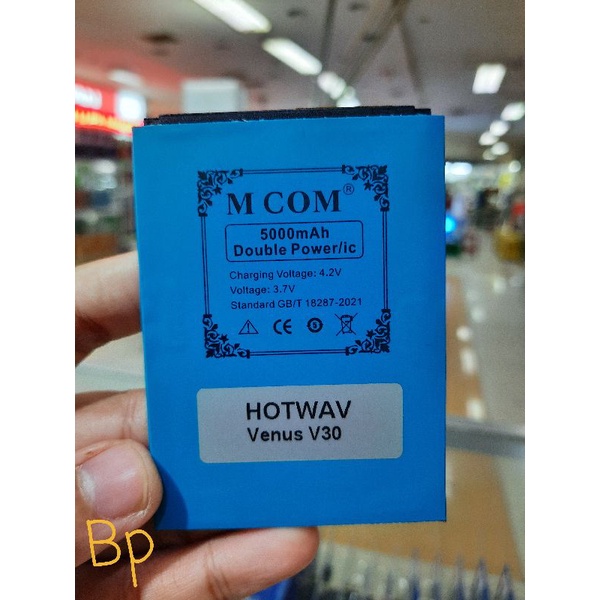 M COM®
5000mAh
Double Power/ic
Charging Voltage: 4.2V
Voltage: 3.7V
Standard GB/T 18287-2021
CE
HOTWAV
Venus V30
Bp